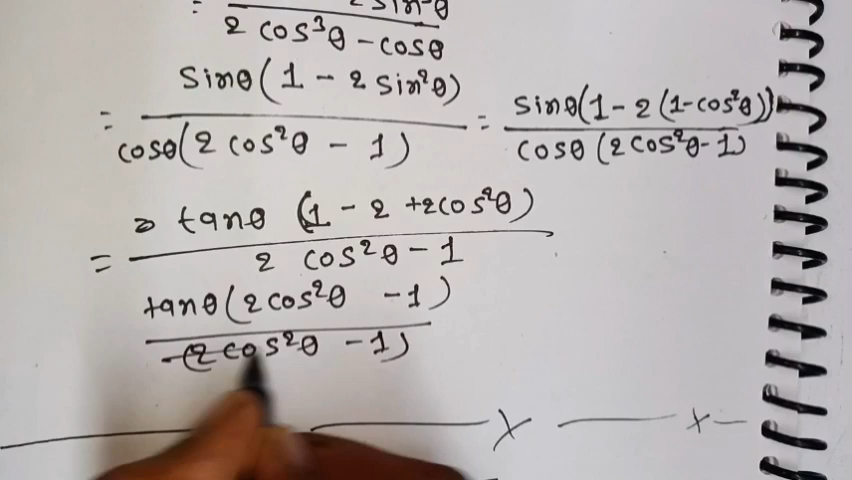 =
2 cos³θ - cosθ
sinθ(1 - 2 sin²θ)
= = sinθ(1-2(1-cos²θ))
cosθ(2 cos²θ - 1) cosθ (2cos²θ-1)
tanθ (1 - 2 +2cos²θ)
=
2 cos²θ - 1
tanθ(2cos²θ - 1)
(2cos²θ - 1)